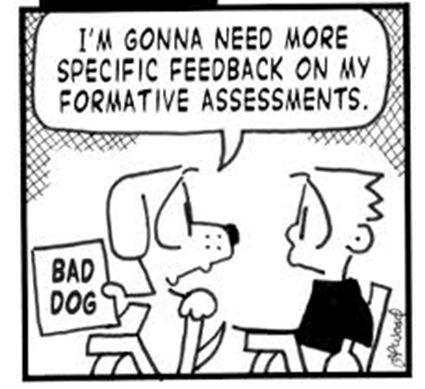 I'M GONNA NEED MORE
SPECIFIC FEEDBACK ON MY
FORMATIVE ASSESSMENTS.
BAD
DOG